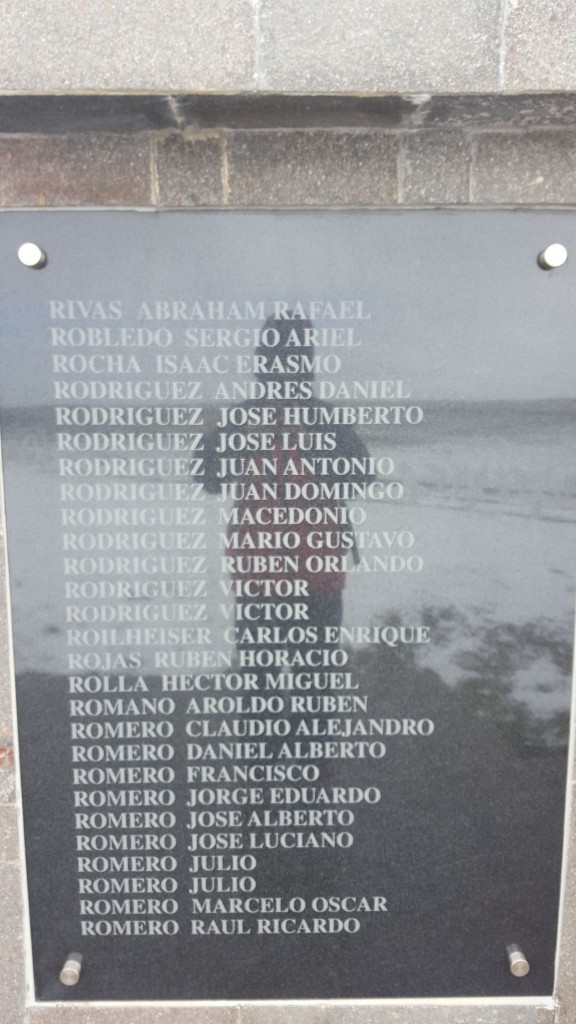 RIVAS ABRAHAM RAFAEL
ROBLEDO SERGIO ARIEL
ROCHA ISAAC ERASMO
RODRIGUEZ ANDRES DANIEL
RODRIGUEZ JOSE HUMBERTO
RODRIGUEZ JOSE LUIS
RODRIGUEZ JUAN ANTONIO
RODRIGUEZ JUAN DOMINGO
RODRIGUEZ MACEDONIO
RODRIGUEZ MARIO GUSTAVO
RODRIGUEZ RUBEN ORLANDO
RODRIGUEZ VICTOR
RODRIGUEZ VICTOR
ROILHEISER CARLOS ENRIQUE
ROJAS RUBEN HORACIO
ROLLA HECTOR MIGUEL
ROMANO AROLDO RUBEN
ROMERO CLAUDIO ALEJANDRO
ROMERO DANIEL ALBERTO
ROMERO FRANCISCO
ROMERO JORGE EDUARDO
ROMERO JOSE ALBERTO
ROMERO JOSE LUCIANO
ROMERO JULIO
ROMERO JULIO
ROMERO MARCELO OSCAR
ROMERO RAUL RICARDO